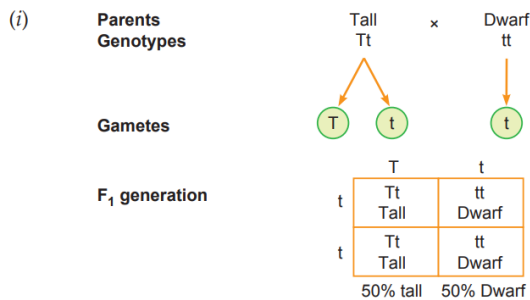 (i) Parents Tall × Dwarf
Genotypes Tt tt
Gametes T t t
T t
F1 generation t Tt tt
Tall Dwarf
t Tt tt
Tall Dwarf
50% tall 50% Dwarf